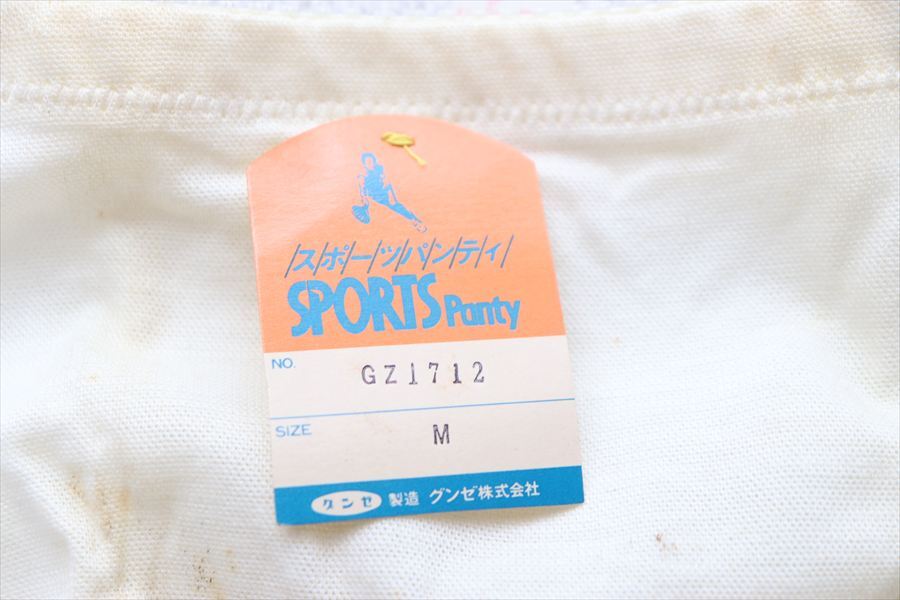 スポーツパンティ
SPORTS Panty
NO. GZ1712
SIZE M
グンゼ 製造 グンゼ株式会社